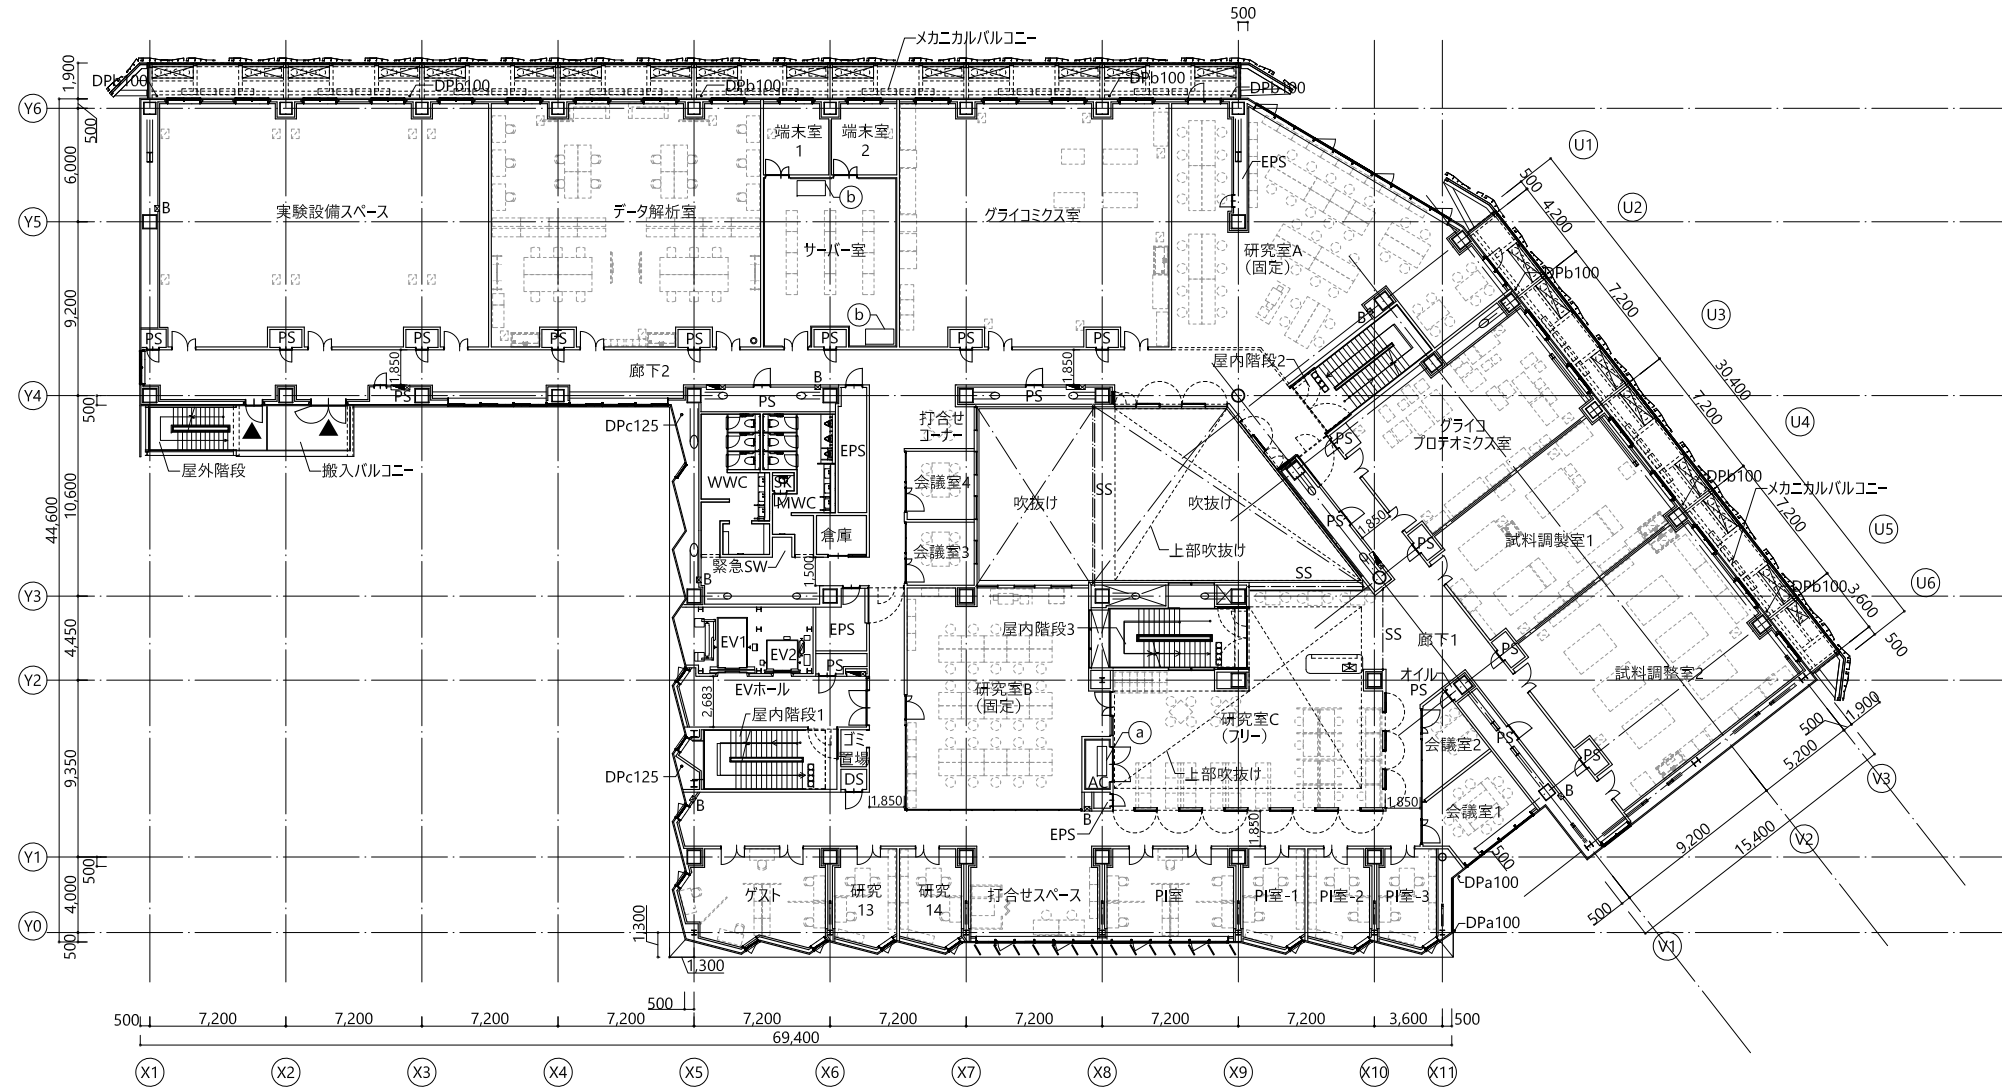 500
メカニカルバルコニー
1,900
DPb100
DPb100
DPb100
DPb100
DPb100
Y6
500
端末室
1
端末室
2
U1
EPS
6,000
500
b
B
実験設備スペース
データ解析室
グライコミクス室
U2
4,200
Y5
サーバー室
研究室A
(固定)
DPb100
9,200
7,200
U3
b
B
PS
PS
PS
PS
PS
PS
PS
PS
1,850
廊下2
1,850
屋内階段2
30,400
B
Y4
500
PS
PS
PS
7,200
U4
DPc125
打合せ
コーナー
グライコ
プロテオミクス室
PS
EPS
屋外階段
搬入バルコニー
WWC
SK
MWC
会議室4
SS
吹抜け
吹抜け
DPb100
メカニカルバルコニー
44,600
10,600
PS
1,850
7,200
U5
倉庫
会議室3
上部吹抜け
PS
試料調製室1
緊急SW
1,500
B
SS
DPb100
U6
Y3
3,600
EV1
EV2
EPS
屋内階段3
SS
廊下1
500
4,450
PS
PS
オイル
PS
試料調整室2
Y2
EVホール
研究室B
(固定)
2,683
屋内階段1
研究室C
(フリー)
1,900
500
ゴミ
置場
a
会議室2
PS
PS
DPc125
DS
AC
上部吹抜け
5,200
V3
9,350
B
1,850
B
1,850
会議室1
B
EPS
1,850
9,200
15,400
V2
Y1
500
500
DPa100
4,000
ゲスト
研究
13
研究
14
打合せスペース
PI室
PI室-1
PI室-2
PI室-3
500
Y0
500
1,300
DPa100
V1
1,300
500
500
7,200
7,200
7,200
7,200
7,200
7,200
7,200
7,200
7,200
3,600
500
69,400
X1
X2
X3
X4
X5
X6
X7
X8
X9
X10
X11